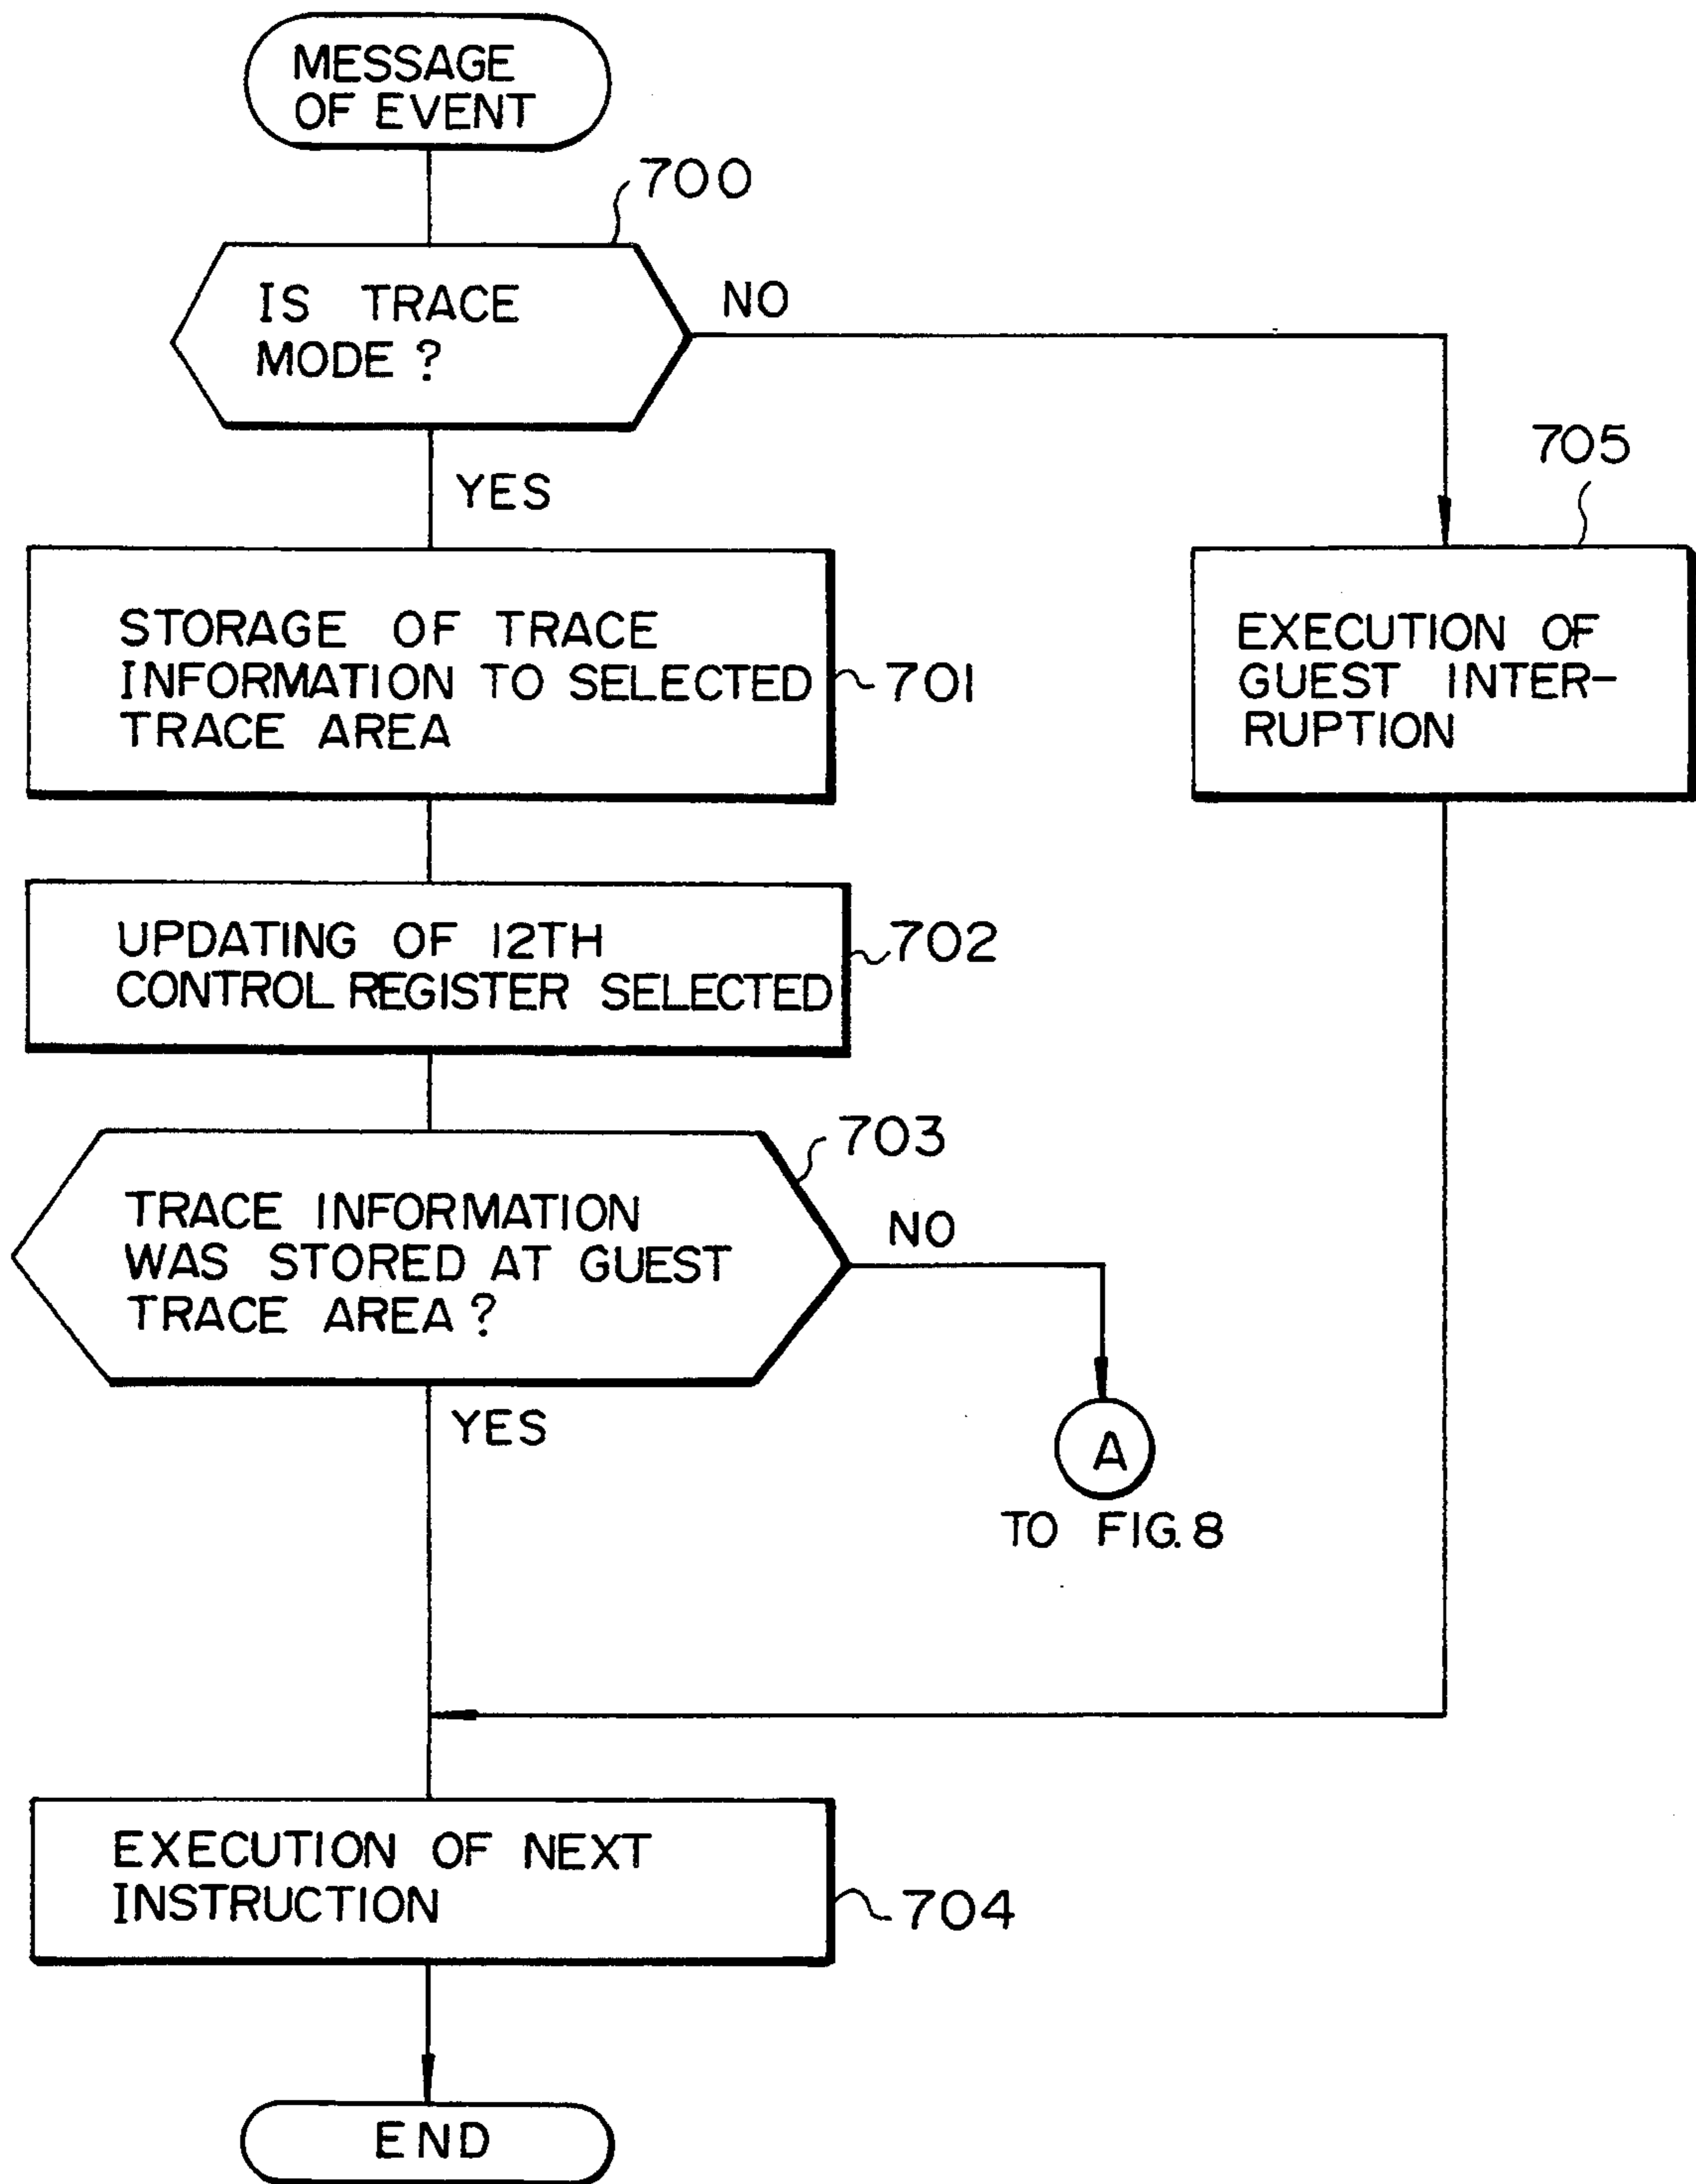 MESSAGE
OF EVENT
700
IS TRACE
MODE?
NO
YES
705
STORAGE OF TRACE
INFORMATION TO SELECTED
TRACE AREA
701
EXECUTION OF
GUEST INTER-
RUPTION
UPDATING OF 12TH
CONTROL REGISTER SELECTED
702
703
TRACE INFORMATION
WAS STORED AT GUEST
TRACE AREA?
NO
YES
A
TO FIG. 8
EXECUTION OF NEXT
INSTRUCTION
704
END